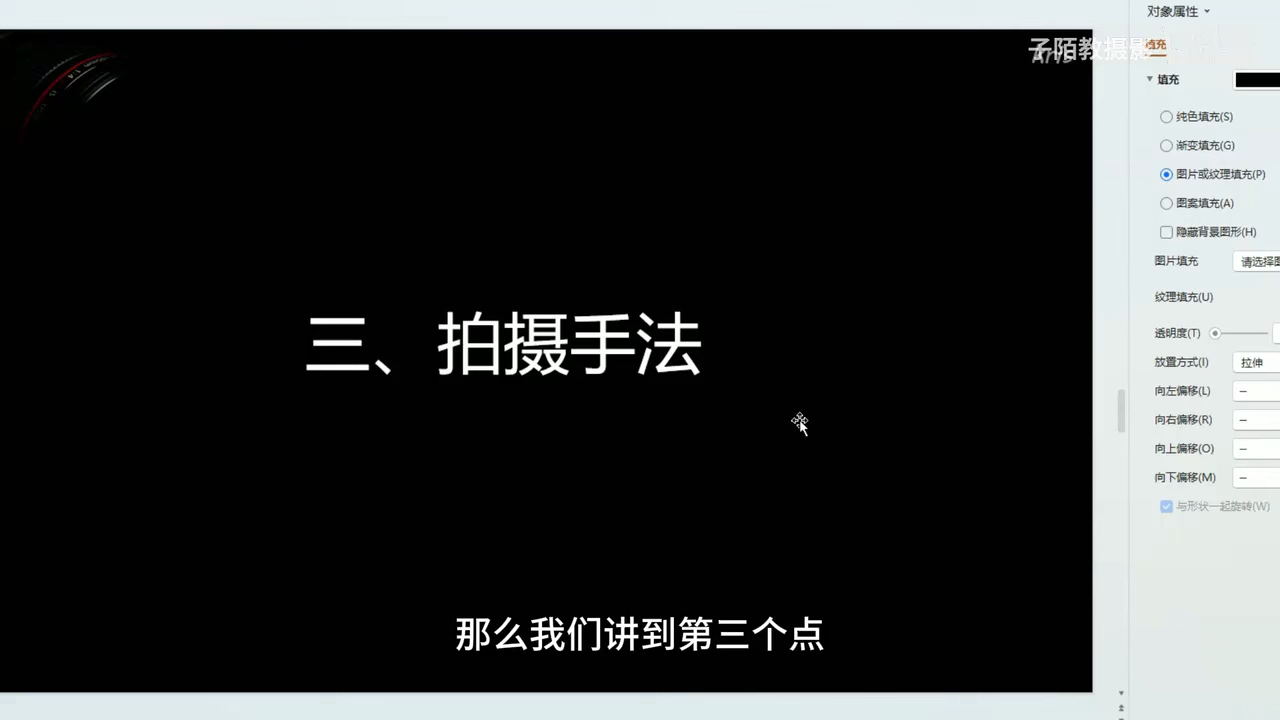 对象属性
子陌教摄影
填充
填充
纯色填充(S)
渐变填充(G)
图片或纹理填充(P)
图案填充(A)
隐藏背景图形(H)
图片填充
请选择图
纹理填充(U)
透明度(T)
放置方式(I)
拉伸
向左偏移(L)
向右偏移(R)
向上偏移(O)
向下偏移(M)
与形状一起旋转(W)
三、拍摄手法
那么我们讲到第三个点